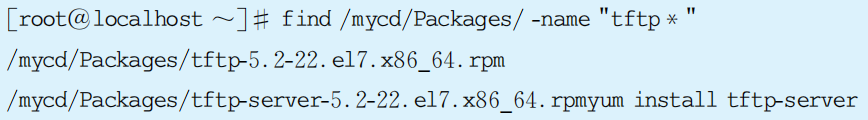 [root@localhost ~]# find /mycd/Packages/ -name "tftp*"
/mycd/Packages/tftp-5.2-22.el7.x86_64.rpm
/mycd/Packages/tftp-server-5.2-22.el7.x86_64.rpmyum install tftp-server